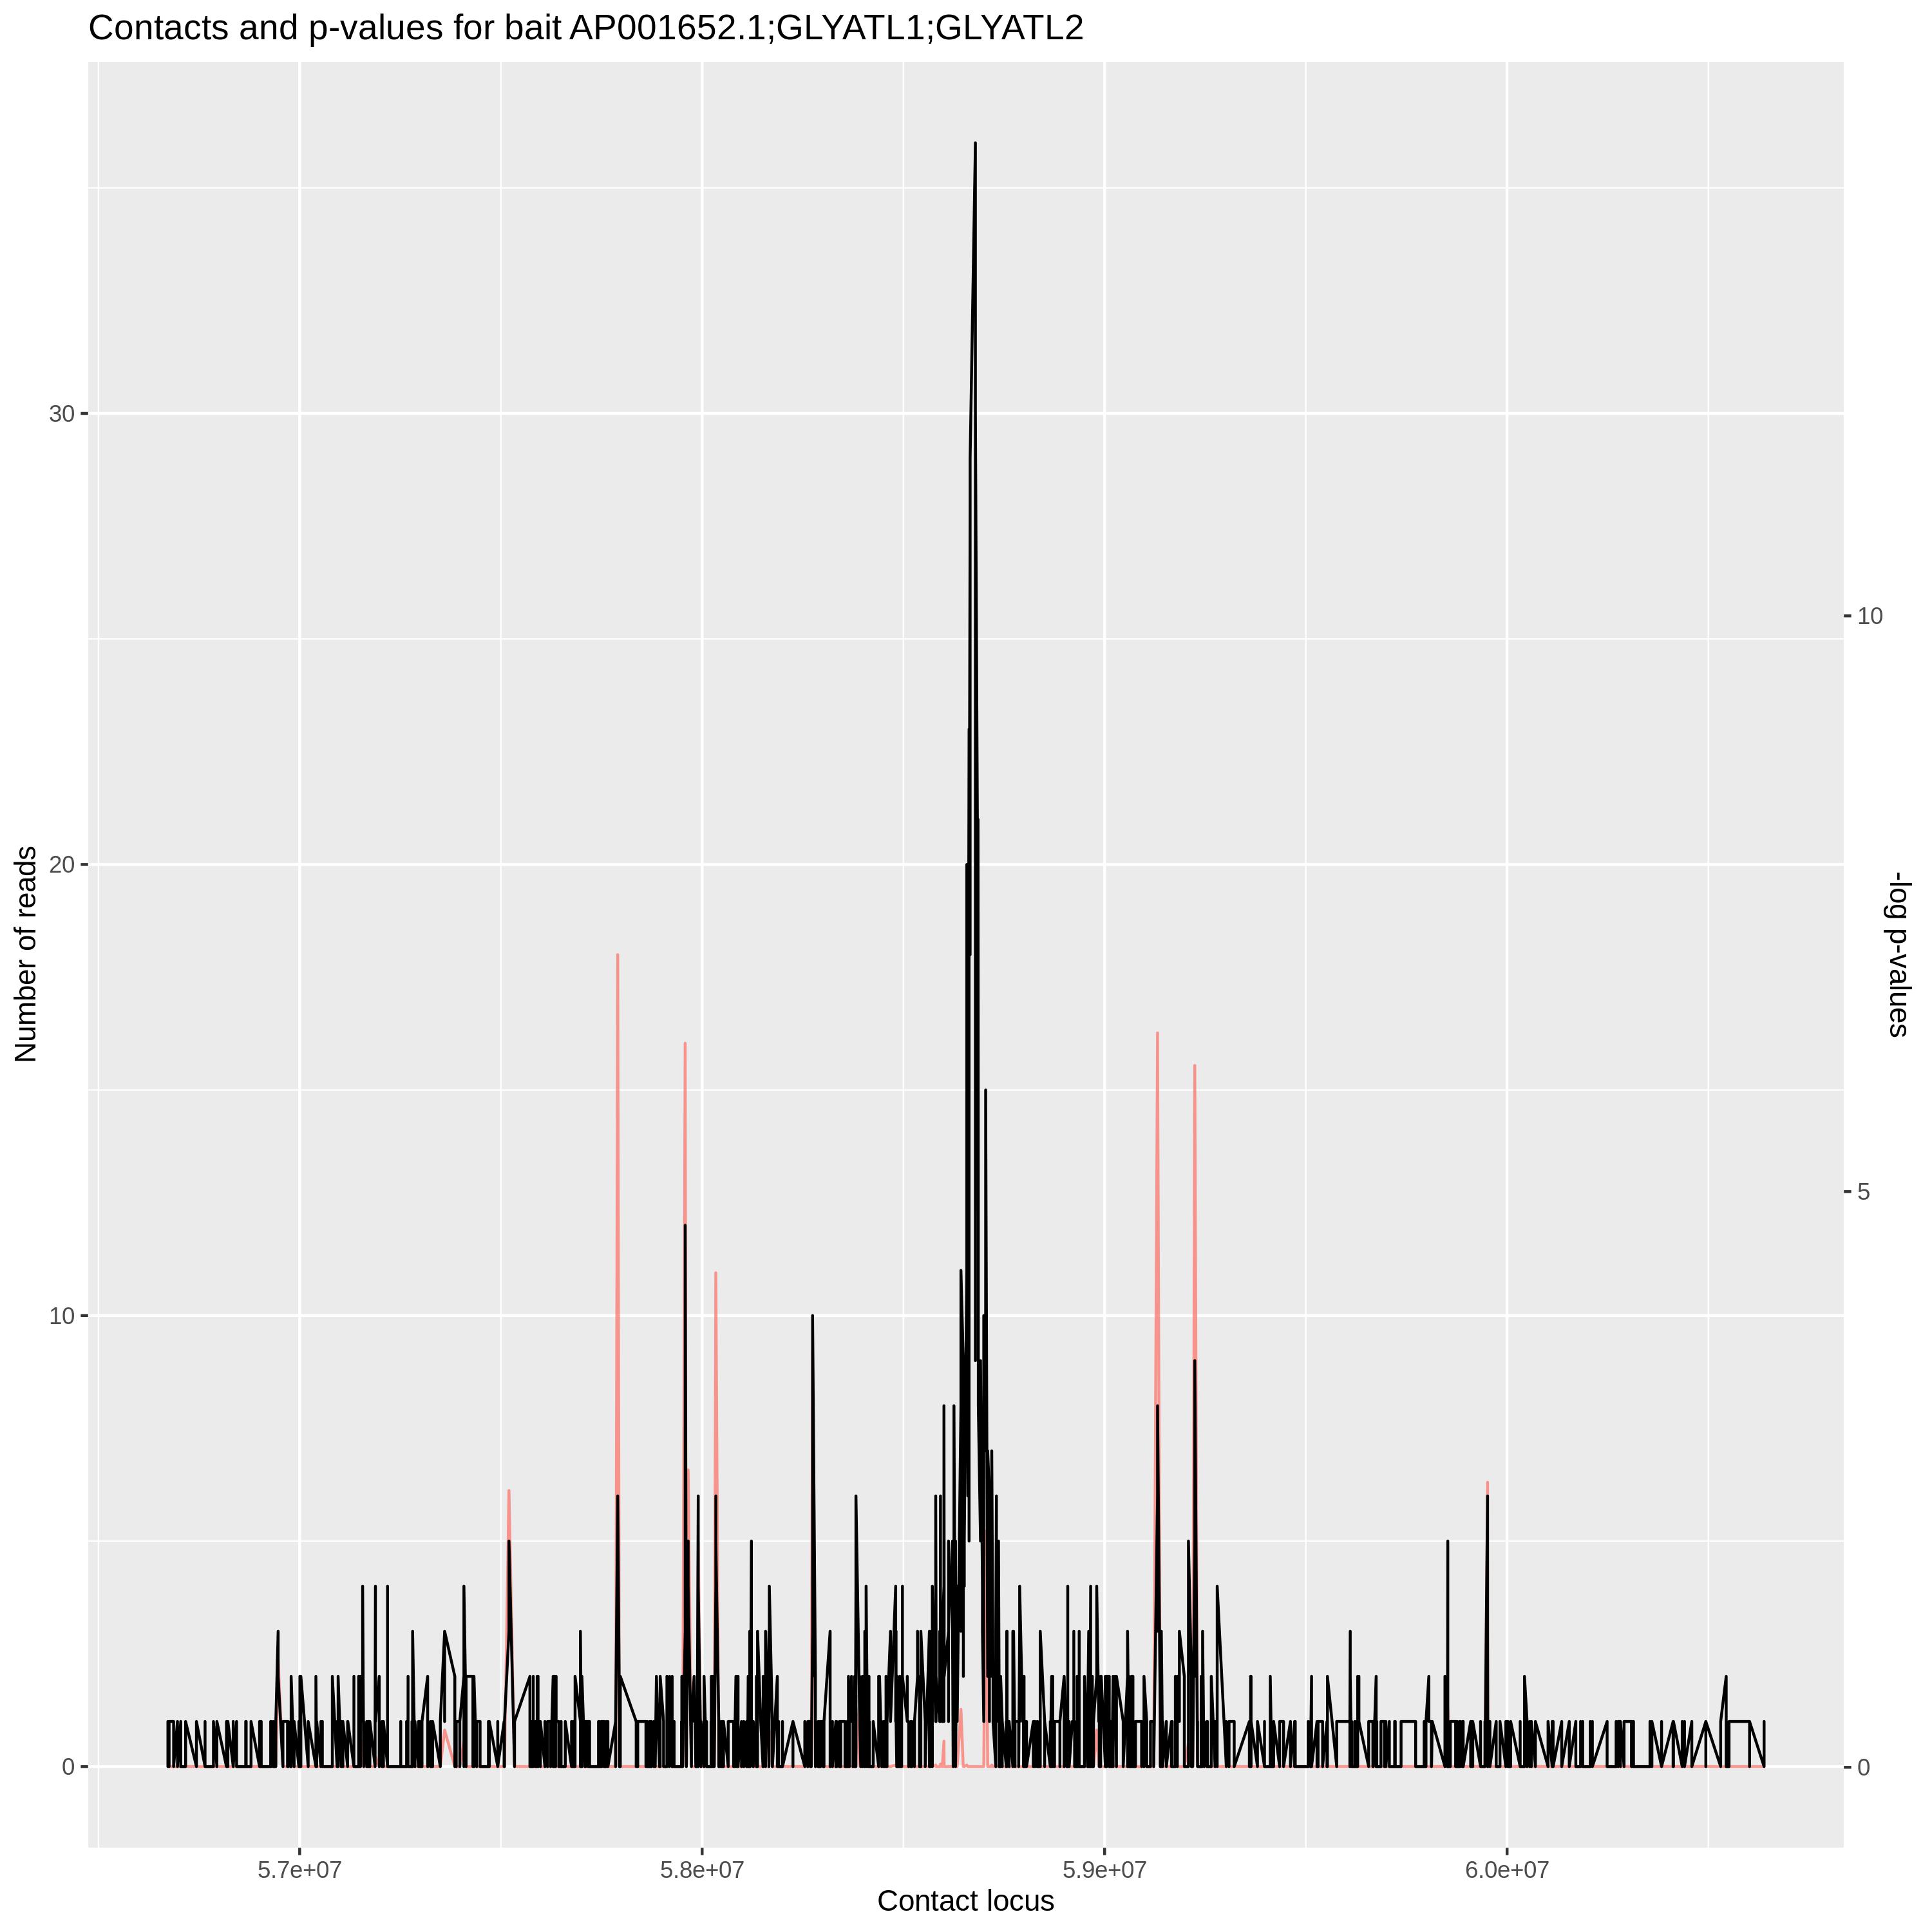 Contacts and p-values for bait AP001652.1;GLYATL1;GLYATL2
30
20
10
0
Number of reads
10
5
0
-log p-values
5.7e+07 5.8e+07 5.9e+07 6.0e+07
Contact locus